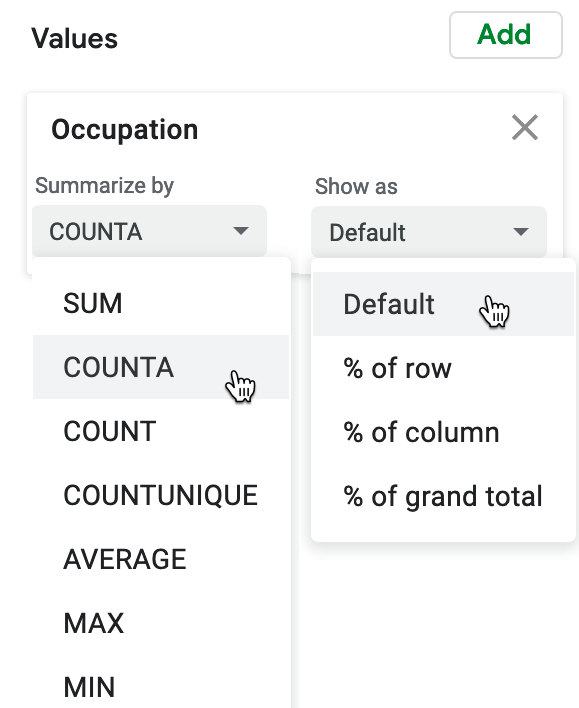 Values
Add
Occupation
Summarize by
Show as
COUNTA
Default
SUM
COUNTA
COUNT
COUNTUNIQUE
AVERAGE
MAX
MIN
Default
% of row
% of column
% of grand total